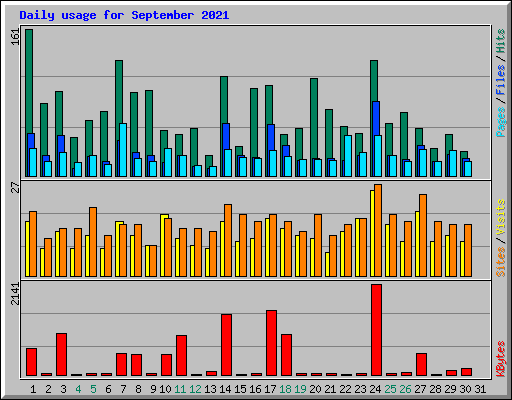 Daily usage for September 2021
161
Pages / Files / Hits
27
Sites / Visits
2141
KBytes
1 2 3 4 5 6 7 8 9 10 11 12 13 14 15 16 17 18 19 20 21 22 23 24 25 26 27 28 29 30 31